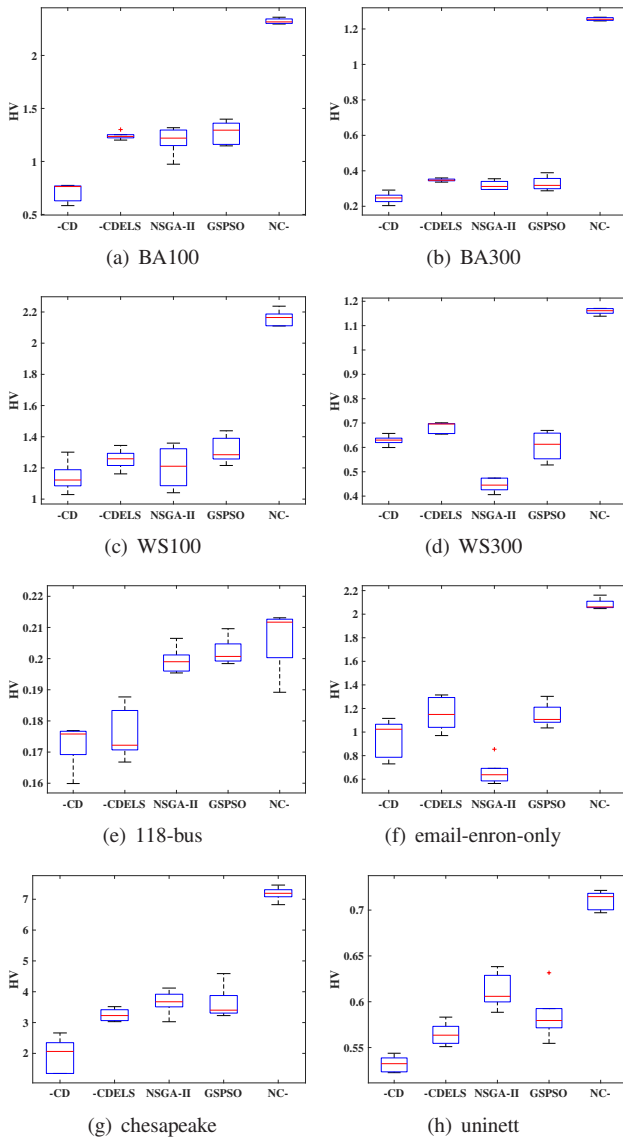 2
1.5
1
0.5
HV
-CD -CDELS NSGA-II GSPSO NC-
(a) BA100
1.2
1
0.8
0.6
0.4
0.2
HV
-CD -CDELS NSGA-II GSPSO NC-
(b) BA300
2.2
2
1.8
1.6
1.4
1.2
1
HV
-CD -CDELS NSGA-II GSPSO NC-
(c) WS100
1.2
1.1
1
0.9
0.8
0.7
0.6
0.5
0.4
HV
-CD -CDELS NSGA-II GSPSO NC-
(d) WS300
0.22
0.21
0.2
0.19
0.18
0.17
0.16
HV
-CD -CDELS NSGA-II GSPSO NC-
(e) 118-bus
2.2
2
1.8
1.6
1.4
1.2
1
0.8
0.6
HV
-CD -CDELS NSGA-II GSPSO NC-
(f) email-enron-only
7
6
5
4
3
2
HV
-CD -CDELS NSGA-II GSPSO NC-
(g) chesapeake
0.7
0.65
0.6
0.55
HV
-CD -CDELS NSGA-II GSPSO NC-
(h) uninett